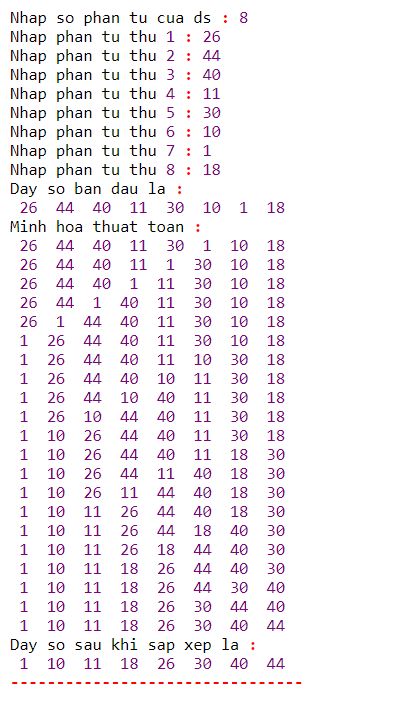 Nhap so phan tu cua ds : 8
Nhap phan tu thu 1 : 26
Nhap phan tu thu 2 : 44
Nhap phan tu thu 3 : 40
Nhap phan tu thu 4 : 11
Nhap phan tu thu 5 : 30
Nhap phan tu thu 6 : 10
Nhap phan tu thu 7 : 1
Nhap phan tu thu 8 : 18
Day so ban dau la :
26 44 40 11 30 10 1 18
Minh hoa thuat toan :
26 44 40 11 30 1 10 18
26 44 40 11 1 30 10 18
26 44 40 1 11 30 10 18
26 44 1 40 11 30 10 18
26 1 44 40 11 30 10 18
1 26 44 40 11 30 10 18
1 26 44 40 11 10 30 18
1 26 44 40 10 11 30 18
1 26 44 10 40 11 30 18
1 26 10 44 40 11 30 18
1 10 26 44 40 11 30 18
1 10 26 44 40 11 18 30
1 10 26 44 11 40 18 30
1 10 26 11 44 40 18 30
1 10 11 26 44 40 18 30
1 10 11 26 44 18 40 30
1 10 11 26 18 44 40 30
1 10 11 18 26 44 40 30
1 10 11 18 26 44 30 40
1 10 11 18 26 30 44 40
1 10 11 18 26 30 40 44
Day so sau khi sap xep la :
1 10 11 18 26 30 40 44
------------------------------